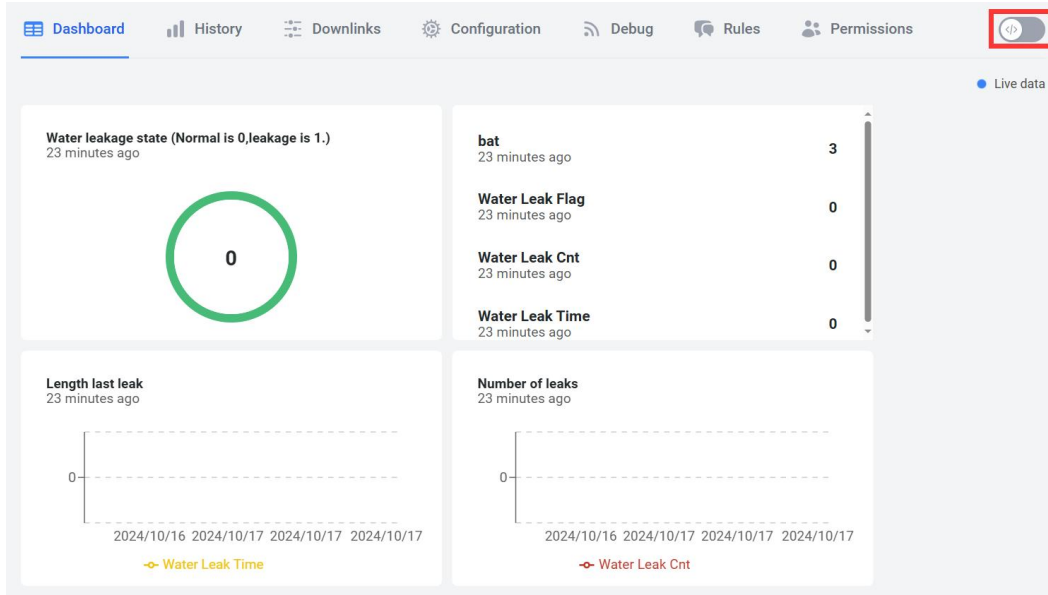 Dashboard History Downlinks Configuration Debug Rules Permissions </>
Live data
Water leakage state (Normal is 0,leakage is 1.)
23 minutes ago
0
bat
23 minutes ago
3
Water Leak Flag
23 minutes ago
0
Water Leak Cnt
23 minutes ago
0
Water Leak Time
23 minutes ago
0
Length last leak
23 minutes ago
0
2024/10/16 2024/10/17 2024/10/17 2024/10/17
Water Leak Time
Number of leaks
23 minutes ago
0
2024/10/16 2024/10/17 2024/10/17 2024/10/17
Water Leak Cnt